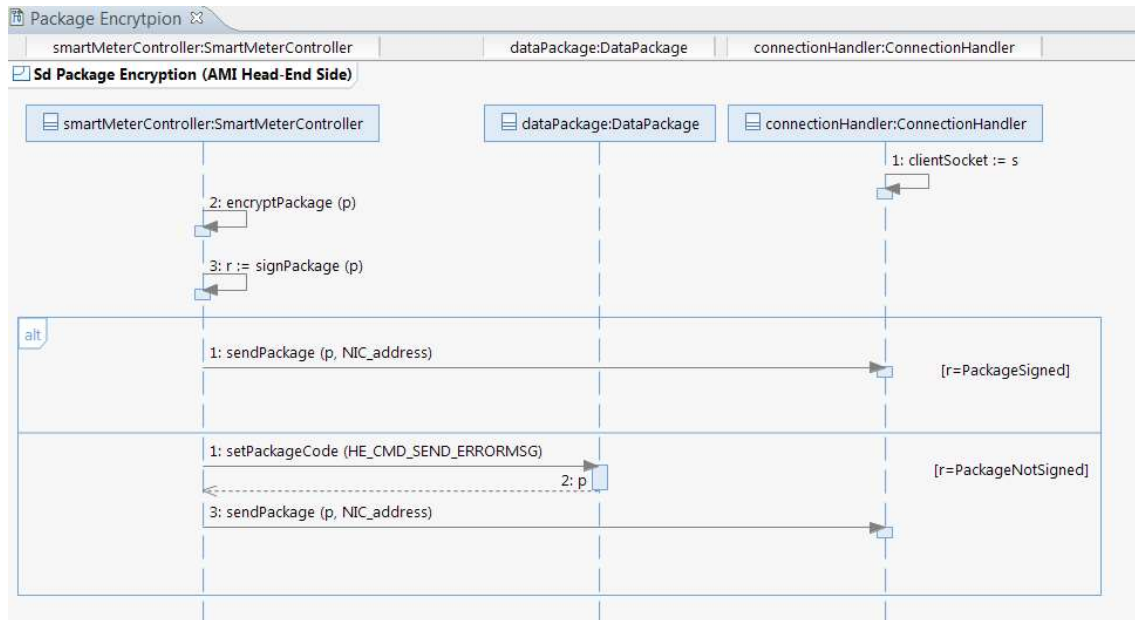 Package Encrytpion
smartMeterController:SmartMeterController dataPackage:DataPackage connectionHandler:ConnectionHandler
Sd Package Encryption (AMI Head-End Side)
smartMeterController:SmartMeterController dataPackage:DataPackage connectionHandler:ConnectionHandler
1: clientSocket := s
2: encryptPackage (p)
3: r := signPackage (p)
alt
1: sendPackage (p, NIC_address)
[r=PackageSigned]
1: setPackageCode (HE_CMD_SEND_ERRORMSG)
[r=PackageNotSigned]
2: p
3: sendPackage (p, NIC_address)